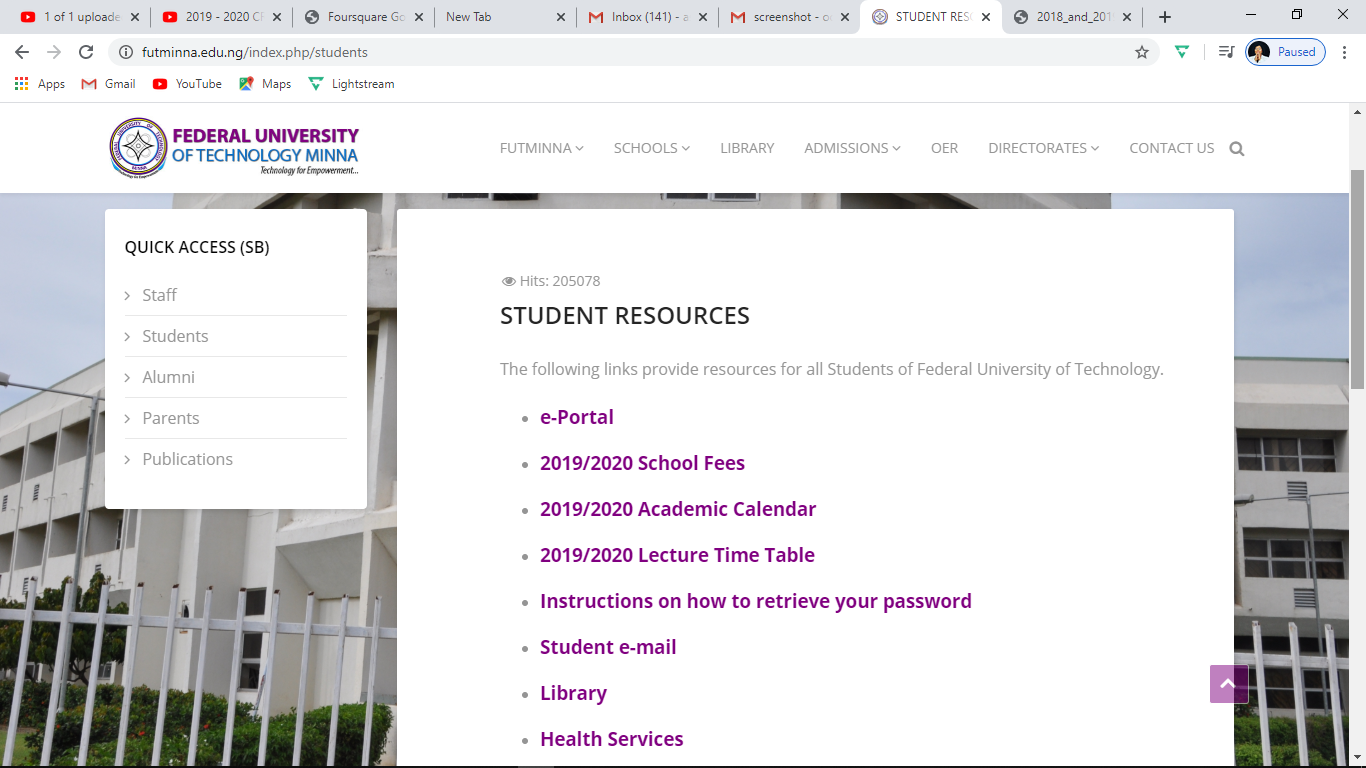 1 of 1 uploade
2019 - 2020 C
Foursquare Go
New Tab
Inbox (141) - a
screenshot - o
STUDENT RES
2018_and_201
futminna.edu.ng/index.php/students
Paused
Apps
Gmail
YouTube
Maps
Lightstream
FEDERAL UNIVERSITY
OF TECHNOLOGY MINNA
Technology for Empowerment...
FUTMINNA
SCHOOLS
LIBRARY
ADMISSIONS
OER
DIRECTORATES
CONTACT US
QUICK ACCESS (SB)
Staff
Students
Alumni
Parents
Publications
Hits: 205078
STUDENT RESOURCES
The following links provide resources for all Students of Federal University of Technology.
e-Portal
2019/2020 School Fees
2019/2020 Academic Calendar
2019/2020 Lecture Time Table
Instructions on how to retrieve your password
Student e-mail
Library
Health Services